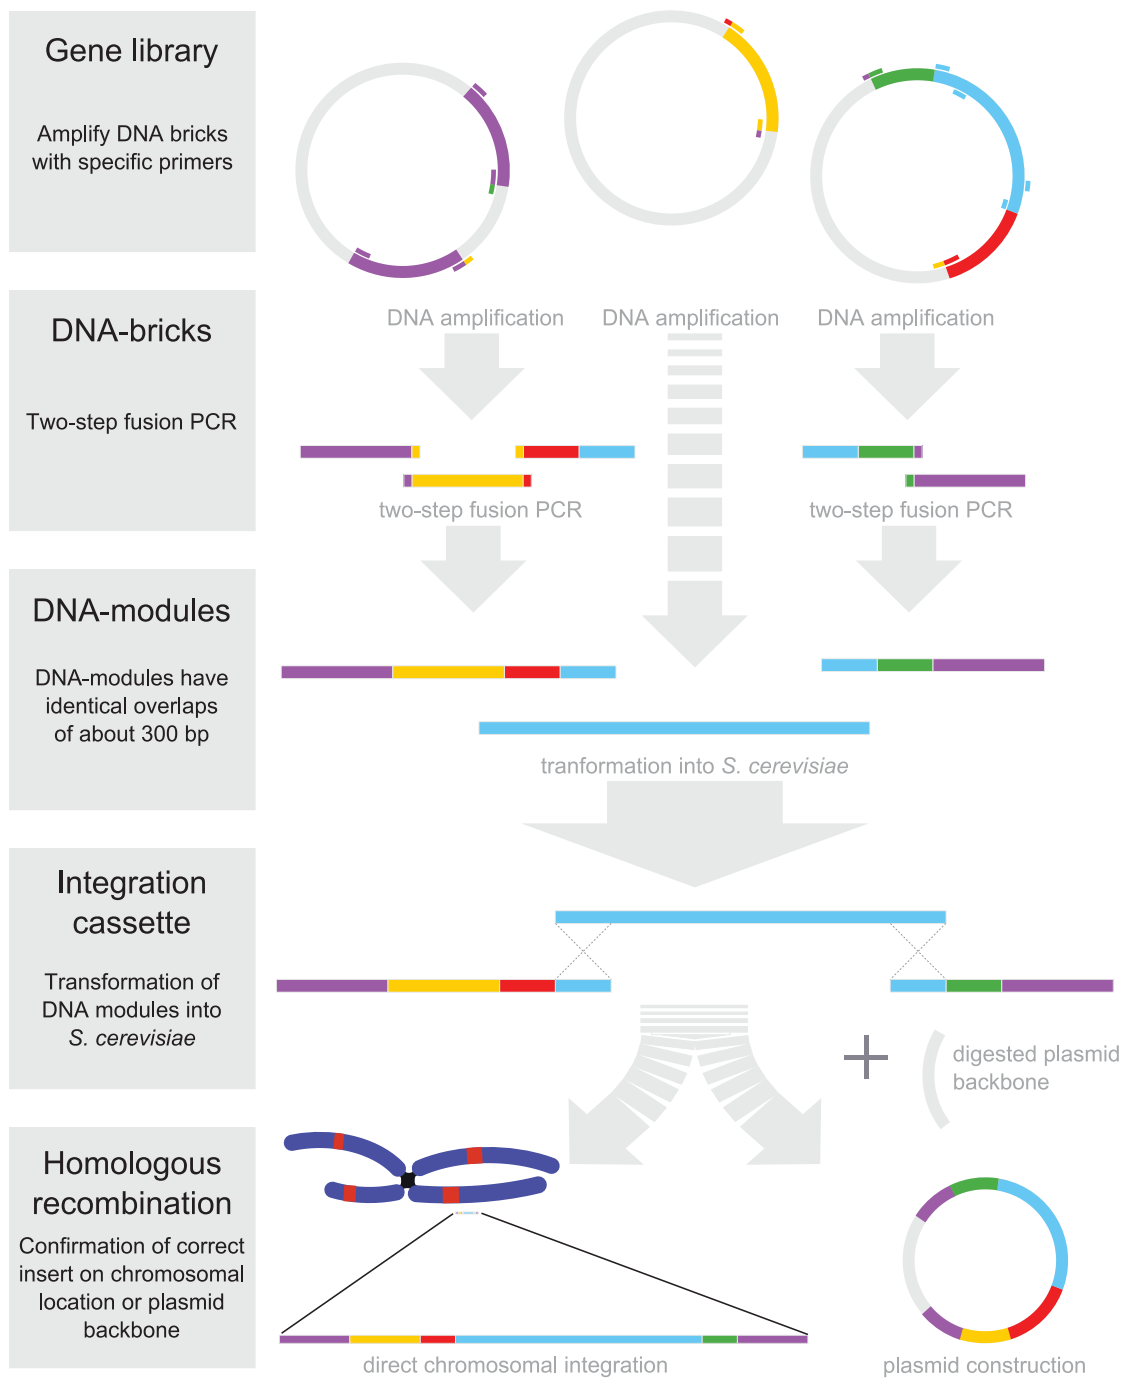 Gene library
Amplify DNA bricks
with specific primers
DNA-bricks
Two-step fusion PCR
DNA amplification
DNA amplification
DNA amplification
two-step fusion PCR
two-step fusion PCR
DNA-modules
DNA-modules have
identical overlaps
of about 300 bp
tranformation into S. cerevisiae
Integration
cassette
Transformation of
DNA modules into
S. cerevisiae
digested plasmid
backbone
Homologous
recombination
Confirmation of correct
insert on chromosomal
location or plasmid
backbone
direct chromosomal integration
plasmid construction